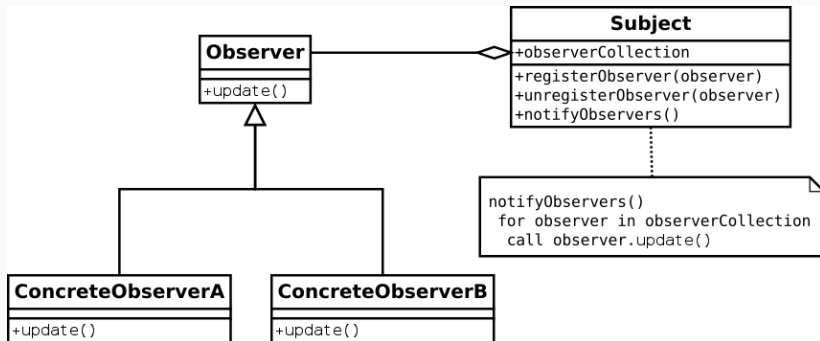 Subject
+observerCollection
+registerObserver(observer)
+unregisterObserver(observer)
+notifyObservers()
Observer
+update()
notifyObservers()
for observer in observerCollection
call observer.update()
ConcreteObserverA
+update()
ConcreteObserverB
+update()